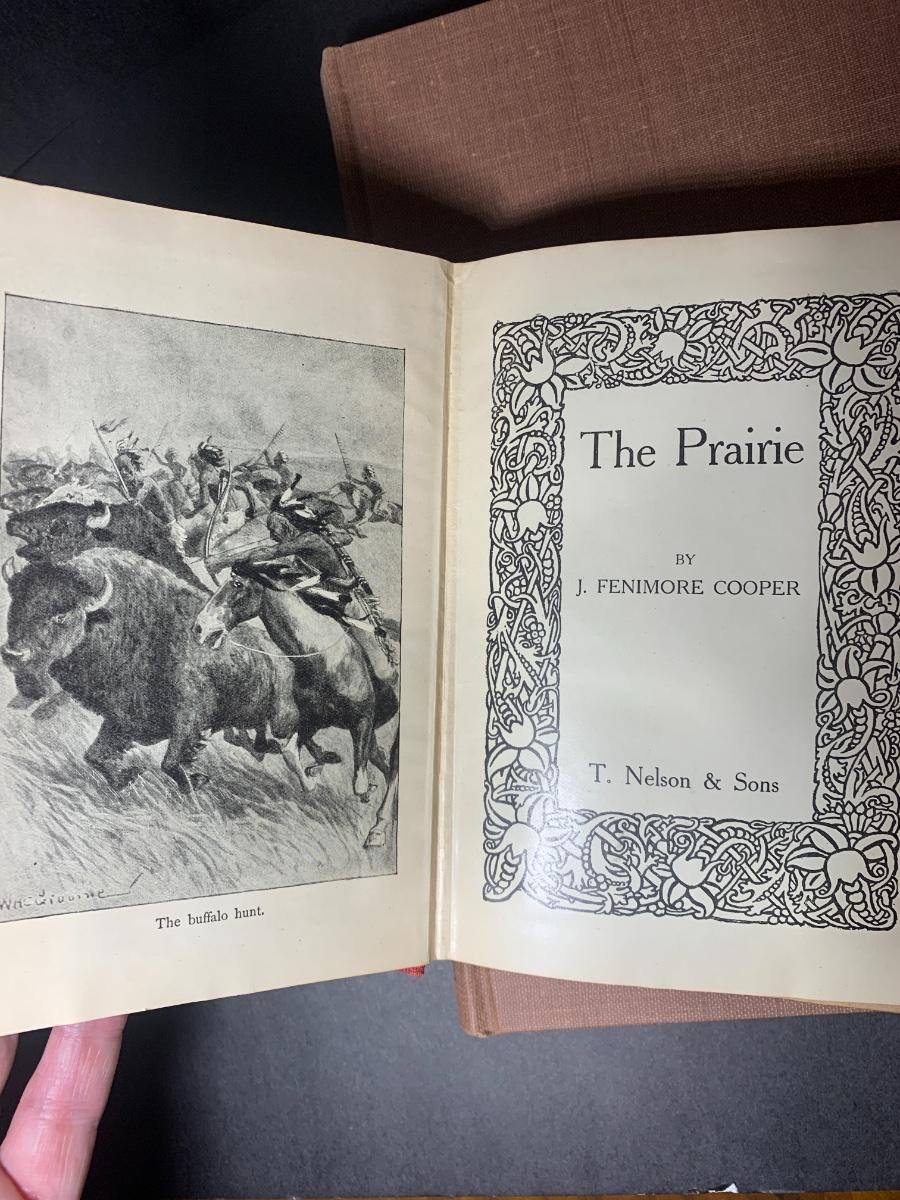 The buffalo hunt.
The Prairie
BY
J. FENIMORE COOPER
T. Nelson & Sons